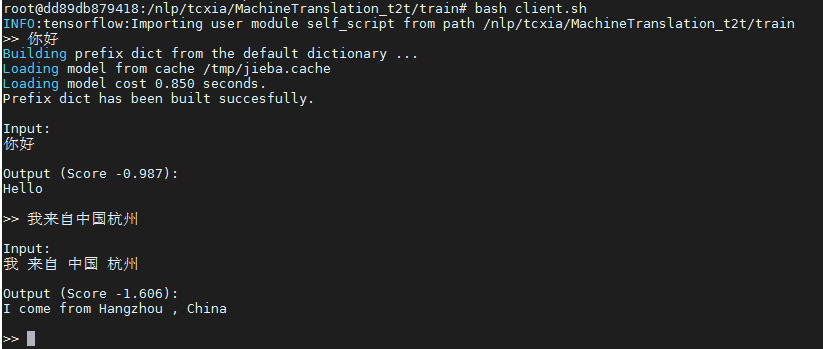 root@dd89db879418:/nlp/tcxia/MachineTranslation_t2t/train# bash client.sh
INFO:tensorflow:Importing user module self_script from path /nlp/tcxia/MachineTranslation_t2t/train
>> 你好
Building prefix dict from the default dictionary ...
Loading model from cache /tmp/jieba.cache
Loading model cost 0.850 seconds.
Prefix dict has been built succesfully.
Input:
你好
Output (Score -0.987):
Hello
>> 我来自中国杭州
Input:
我 来自 中国 杭州
Output (Score -1.606):
I come from Hangzhou , China
>>